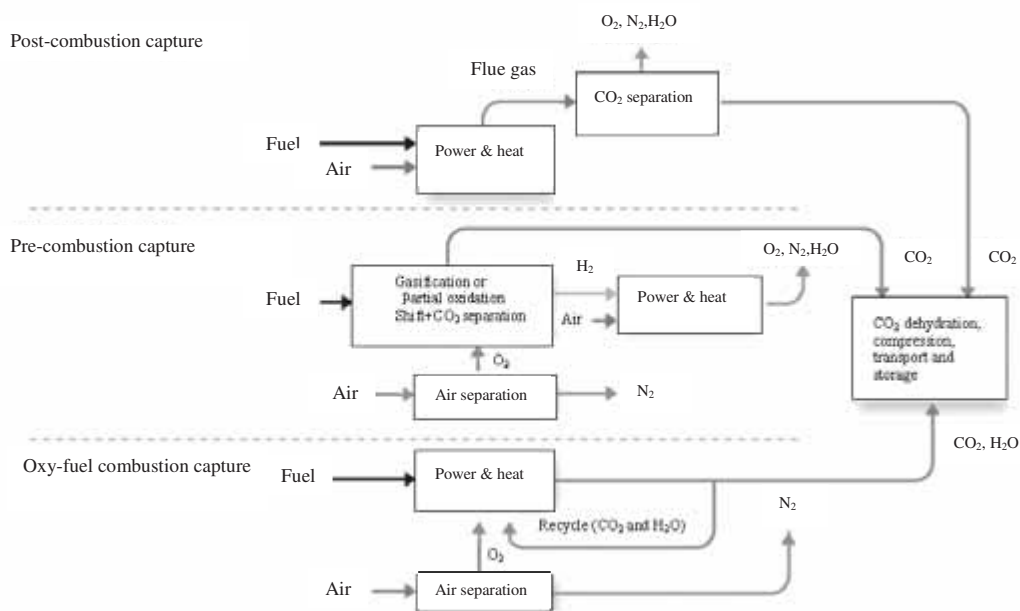 Post-combustion capture
O₂, N₂,H₂O
Flue gas
CO₂ separation
Fuel
Air
Power & heat
Pre-combustion capture
O₂, N₂,H₂O
CO₂
CO₂
H₂
Fuel
Gasification or
Partial oxidation
Shift+CO₂ separation
Power & heat
Air
CO₂ dehydration,
compression,
transport and
storage
O₂
Air
Air separation
N₂
Oxy-fuel combustion capture
CO₂, H₂O
Fuel
Power & heat
N₂
Recycle (CO₂ and H₂O)
O₂
Air
Air separation